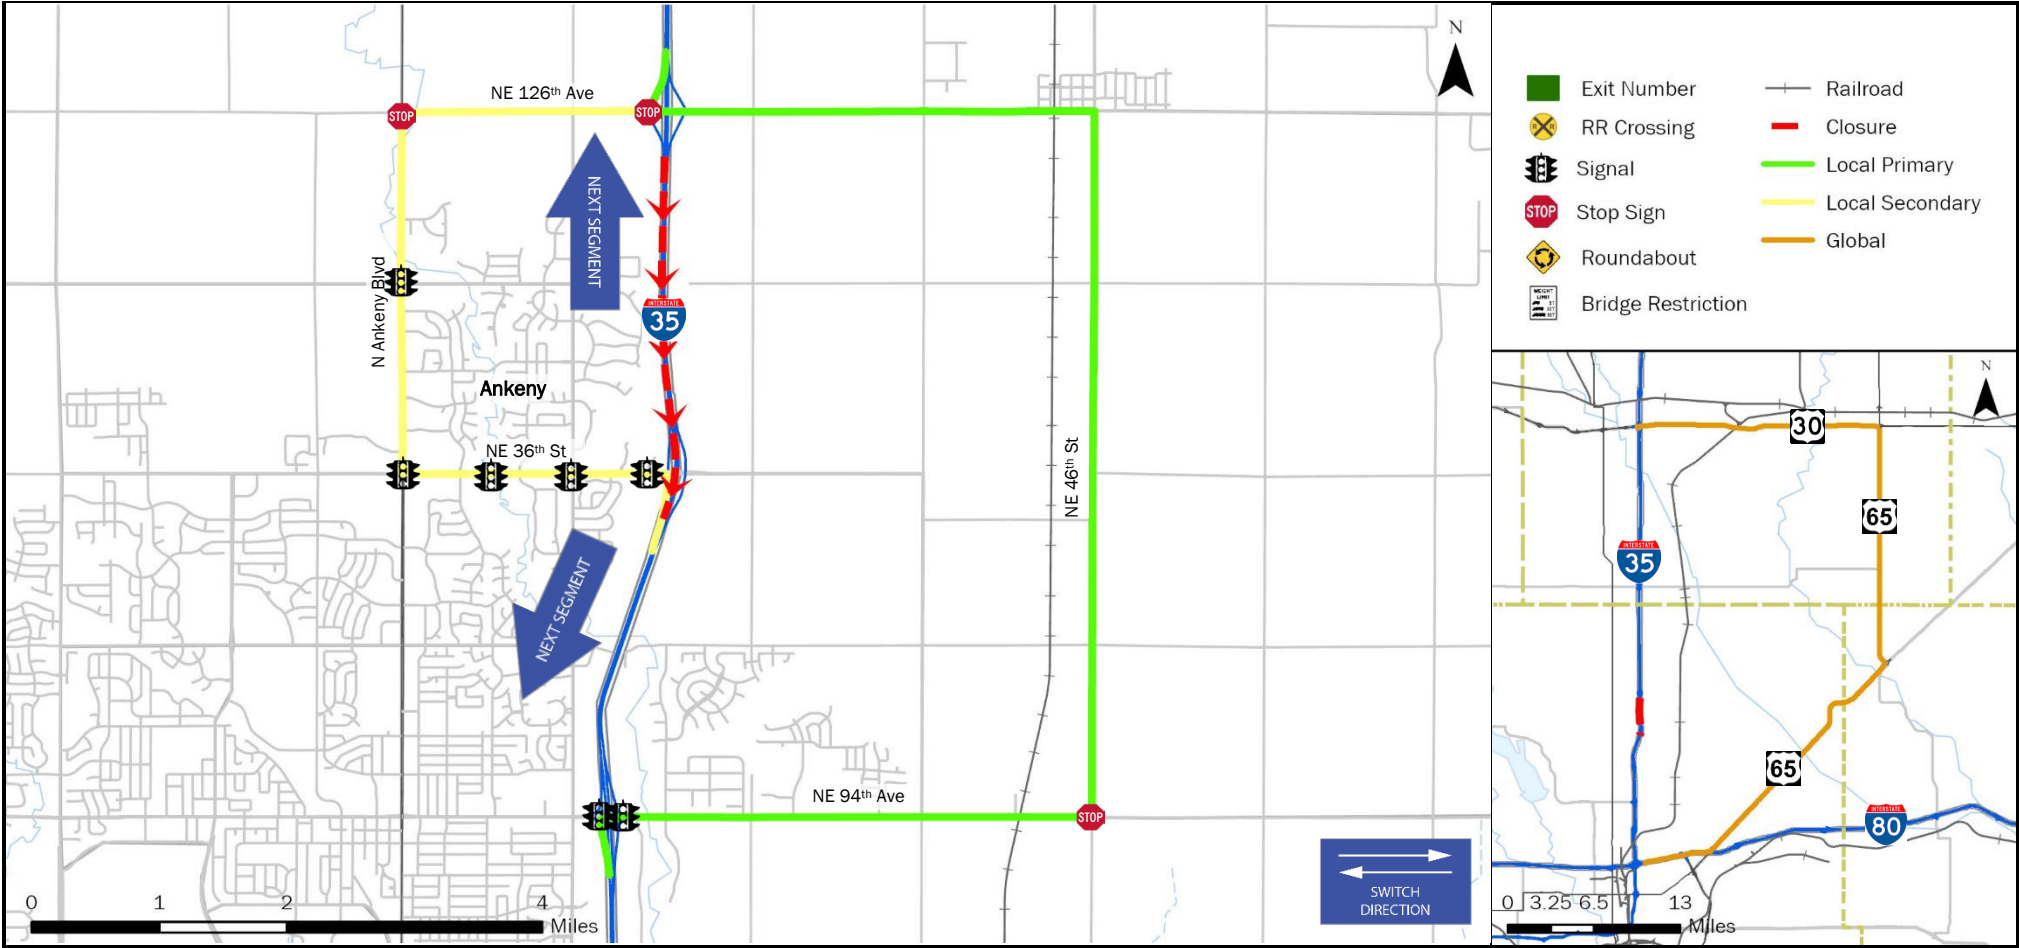 N
NE 126th Ave
STOP
STOP
NEXT SEGMENT
N Ankeny Blvd
INTERSTATE
35
Ankeny
NE 36th St
NE 46th St
NEXT SEGMENT
NE 94th Ave
STOP
SWITCH
DIRECTION
0 1 2 4
Miles
Exit Number
RR Crossing
Signal
STOP Stop Sign
Roundabout
WEIGHT
LIMIT
Bridge Restriction
Railroad
Closure
Local Primary
Local Secondary
Global
N
30
65
INTERSTATE
35
65
INTERSTATE
80
0 3.25 6.5 13
Miles